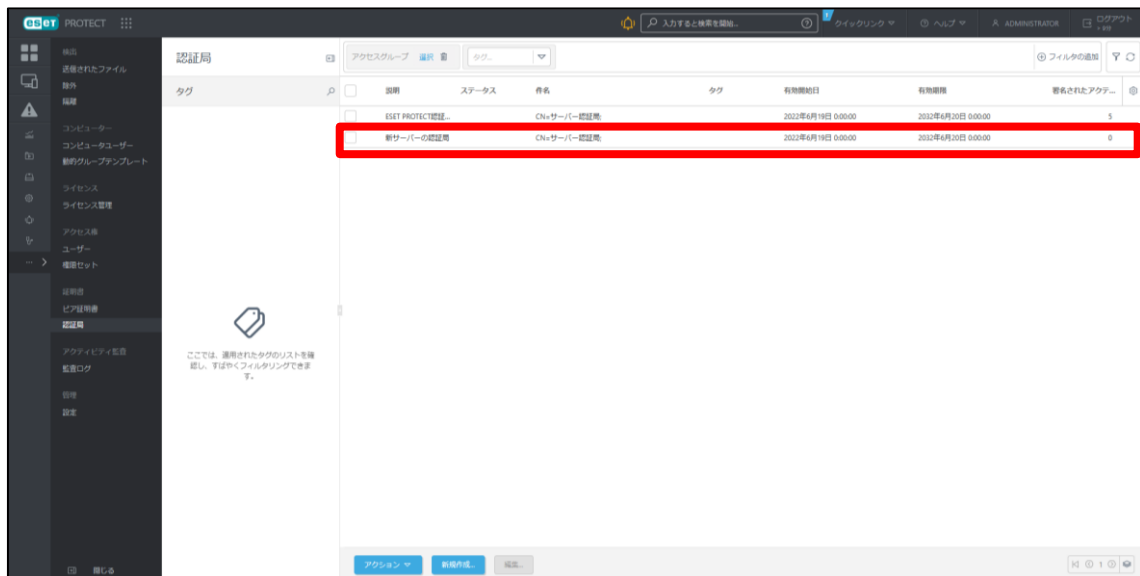 eset PROTECT
入力すると検索を開始...
クイックリンク
ヘルプ
ADMINISTRATOR
ログアウト
検出
送信されたファイル
除外
隔離
コンピューター
コンピュータユーザー
動的グループテンプレート
ライセンス
ライセンス管理
アクセス権
ユーザー
権限セット
証明書
ピア証明書
認証局
アクティビティ監査
監査ログ
管理
設定
閉じる
認証局
タグ
ここでは、適用されたタグのリストを確
認し、すばやくフィルタリングできま
す。
アクセスグループ 選択
タグ...
フィルタの追加
説明 ステータス 件名 タグ 有効開始日 有効期限 署名されたアクテ...
ESET PROTECT認証... CN=サーバー認証局; 2022年6月19日 0:00:00 2032年6月20日 0:00:00 5
新サーバーの認証局 CN=サーバー認証局; 2022年6月19日 0:00:00 2032年6月20日 0:00:00 0
アクション 新規作成... 編集...
1